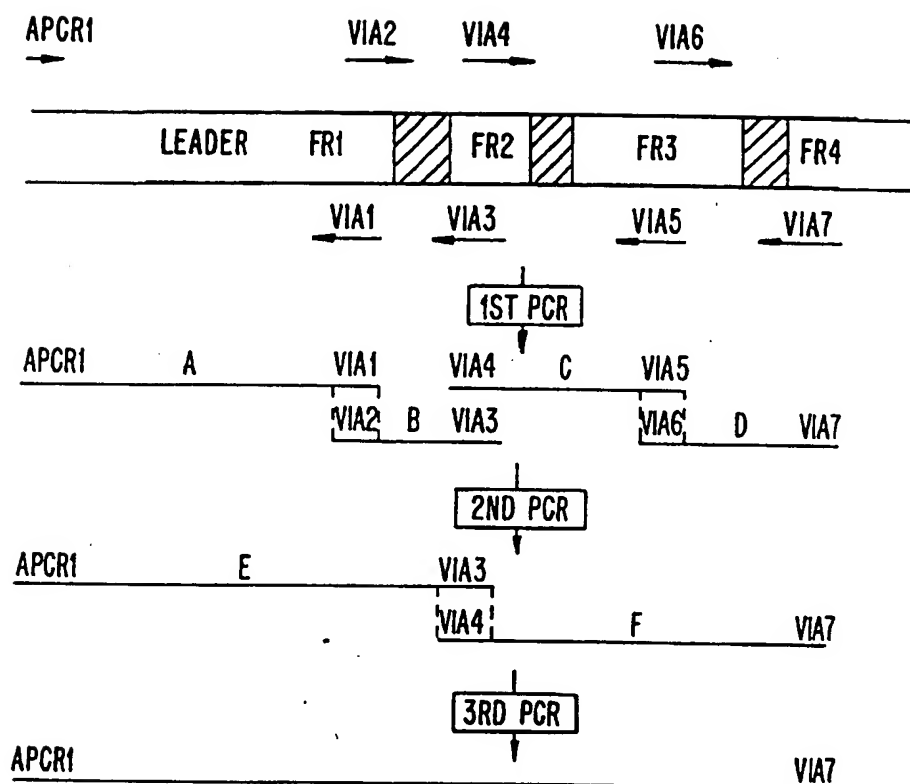 APCR1 VIA2 VIA4 VIA6
LEADER FR1 FR2 FR3 FR4
VIA1 VIA3 VIA5 VIA7
1ST PCR
APCR1 A VIA1 VIA4 C VIA5
VIA2 B VIA3 VIA6 D VIA7
2ND PCR
APCR1 E VIA3
VIA4 F VIA7
3RD PCR
APCR1 VIA7